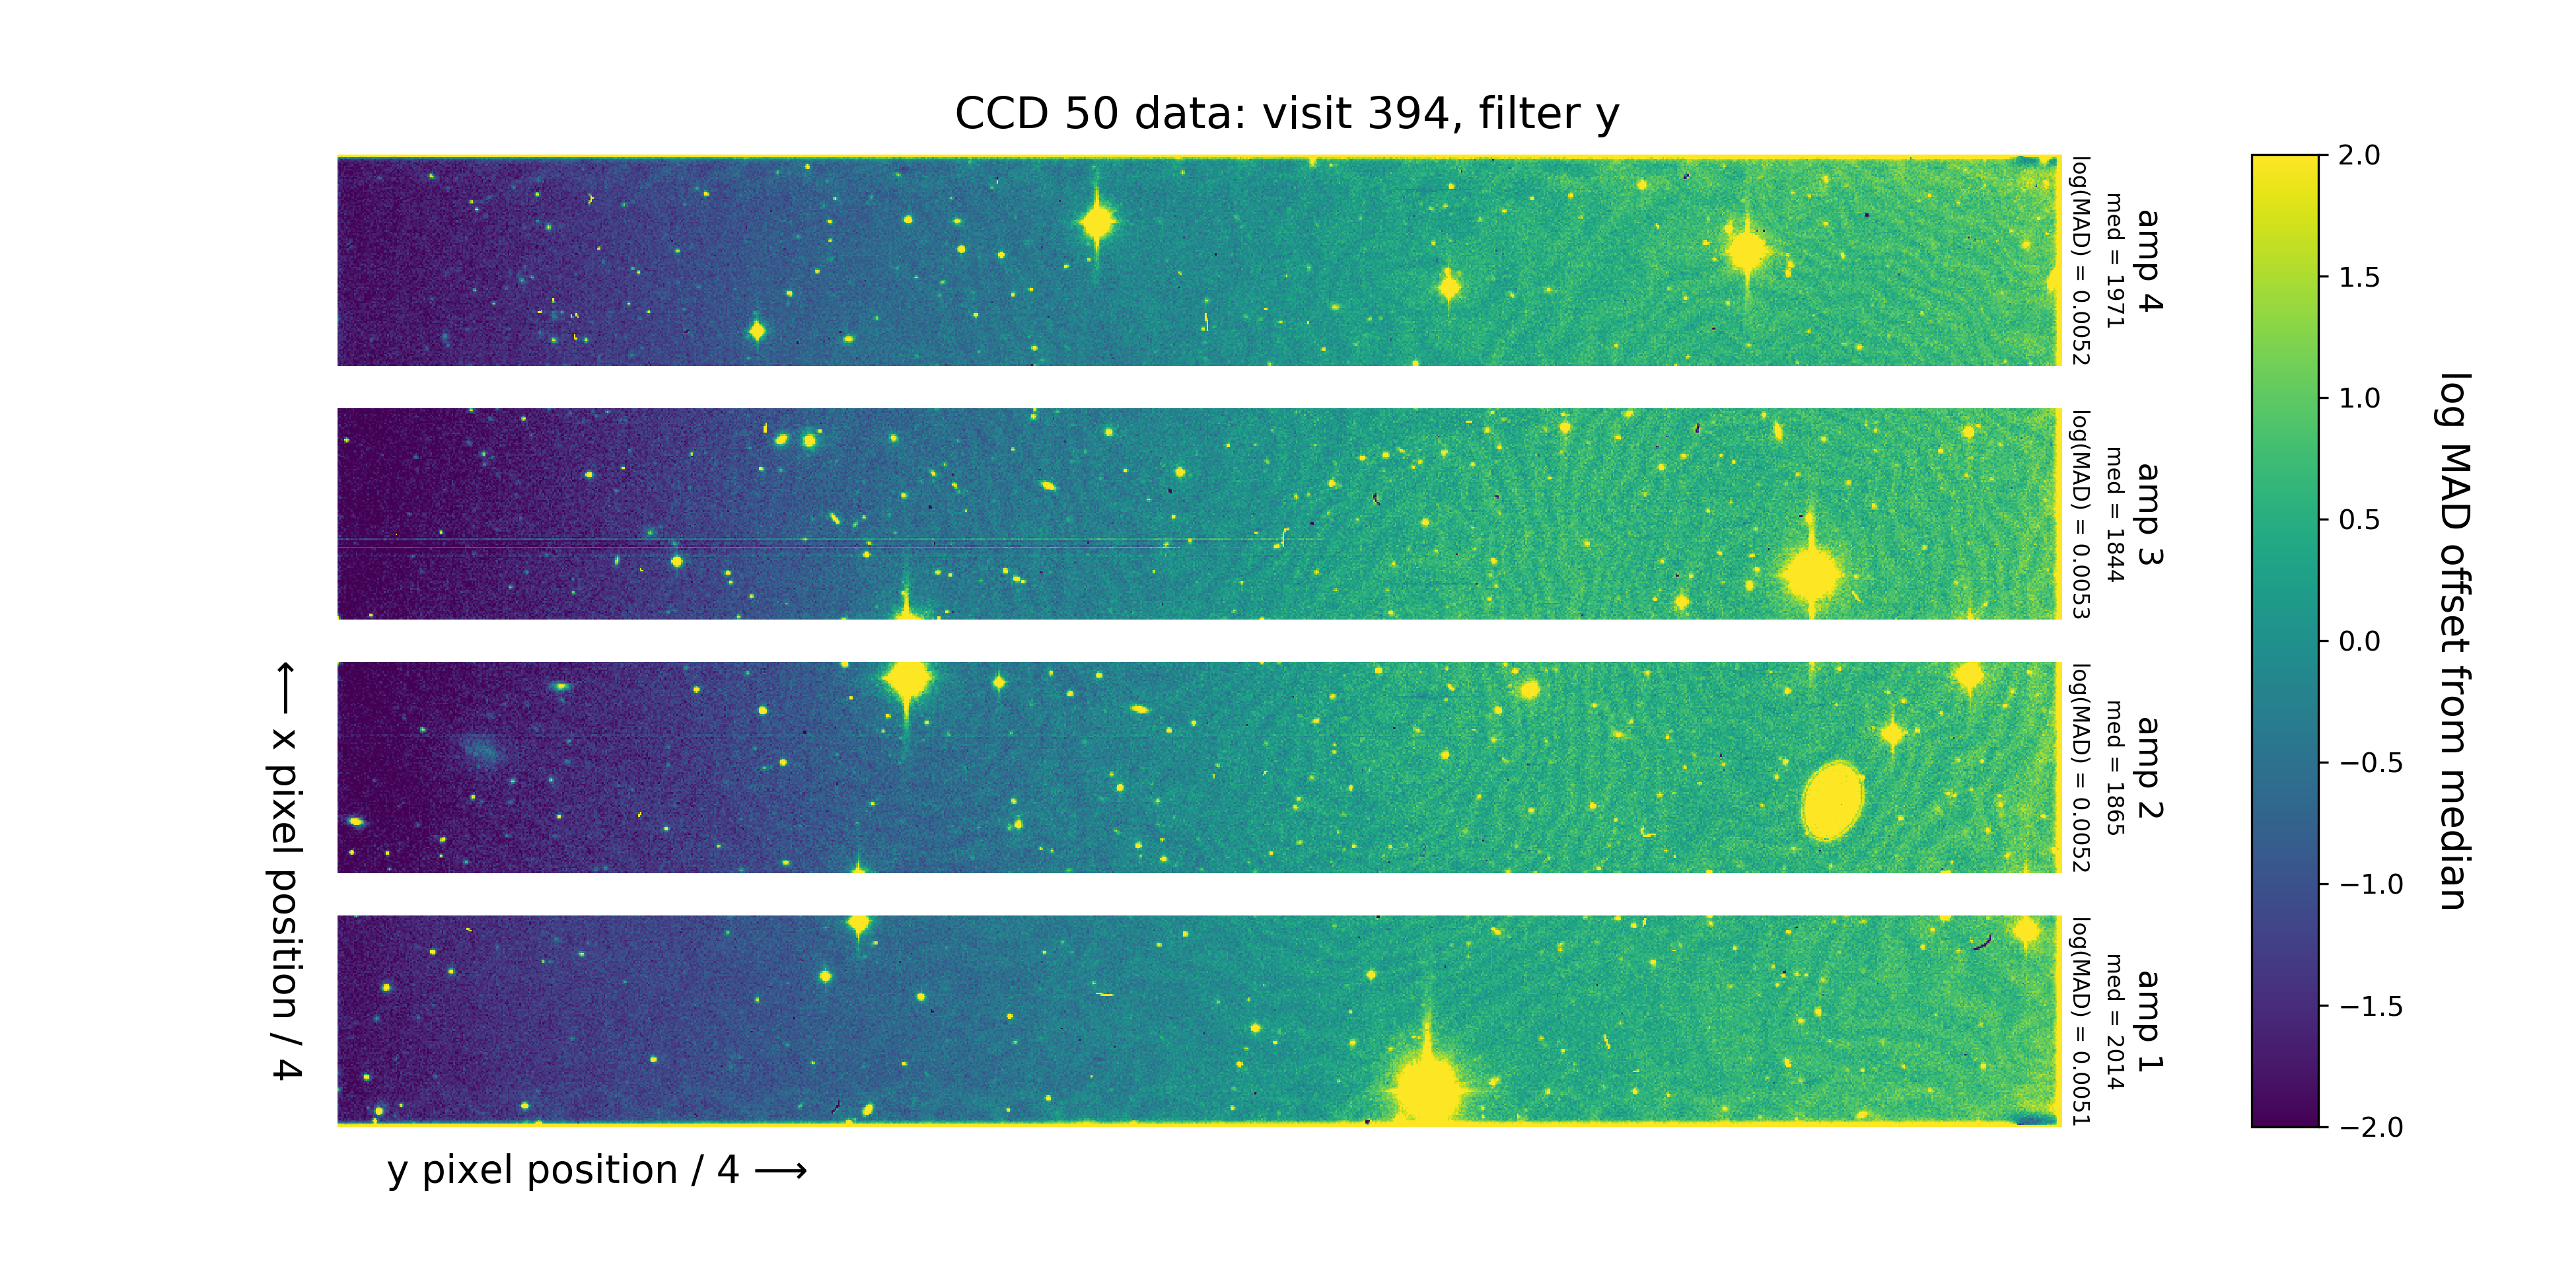 CCD 50 data: visit 394, filter y
amp 4
med = 1971
log(MAD) = 0.0052
amp 3
med = 1844
log(MAD) = 0.0053
amp 2
med = 1865
log(MAD) = 0.0052
amp 1
med = 2014
log(MAD) = 0.0051
⟵ x pixel position / 4
y pixel position / 4 ⟶
2.0
1.5
1.0
0.5
0.0
−0.5
−1.0
−1.5
−2.0
log MAD offset from median